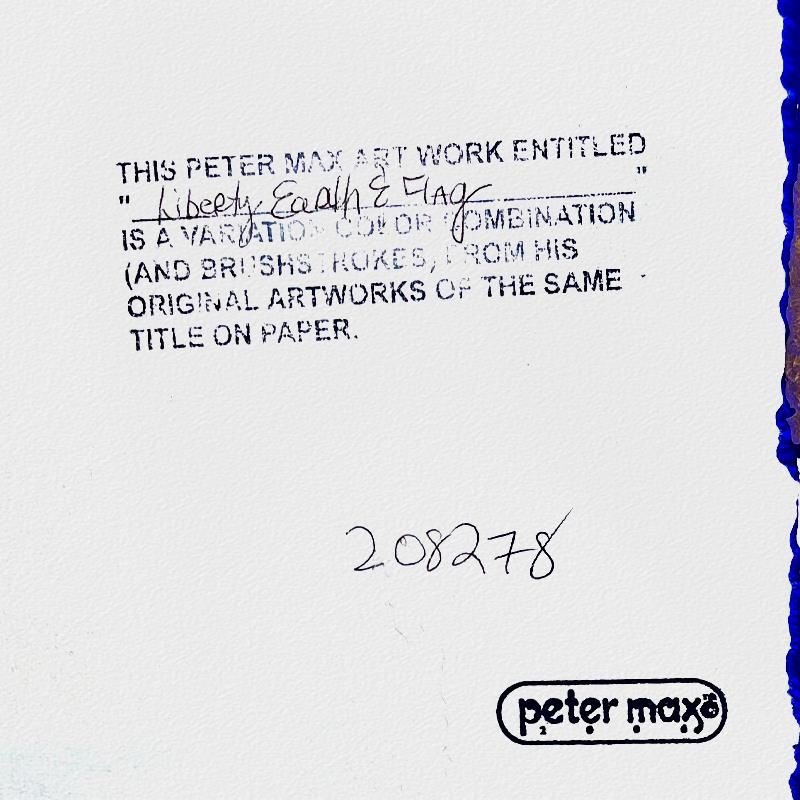 THIS PETER MAX ART WORK ENTITLED
" Liberty, Earth & Flag "
IS A VARIATION COLOR COMBINATION
(AND BRUSHSTROKES) FROM HIS
ORIGINAL ARTWORKS OF THE SAME
TITLE ON PAPER.
208278
peter max